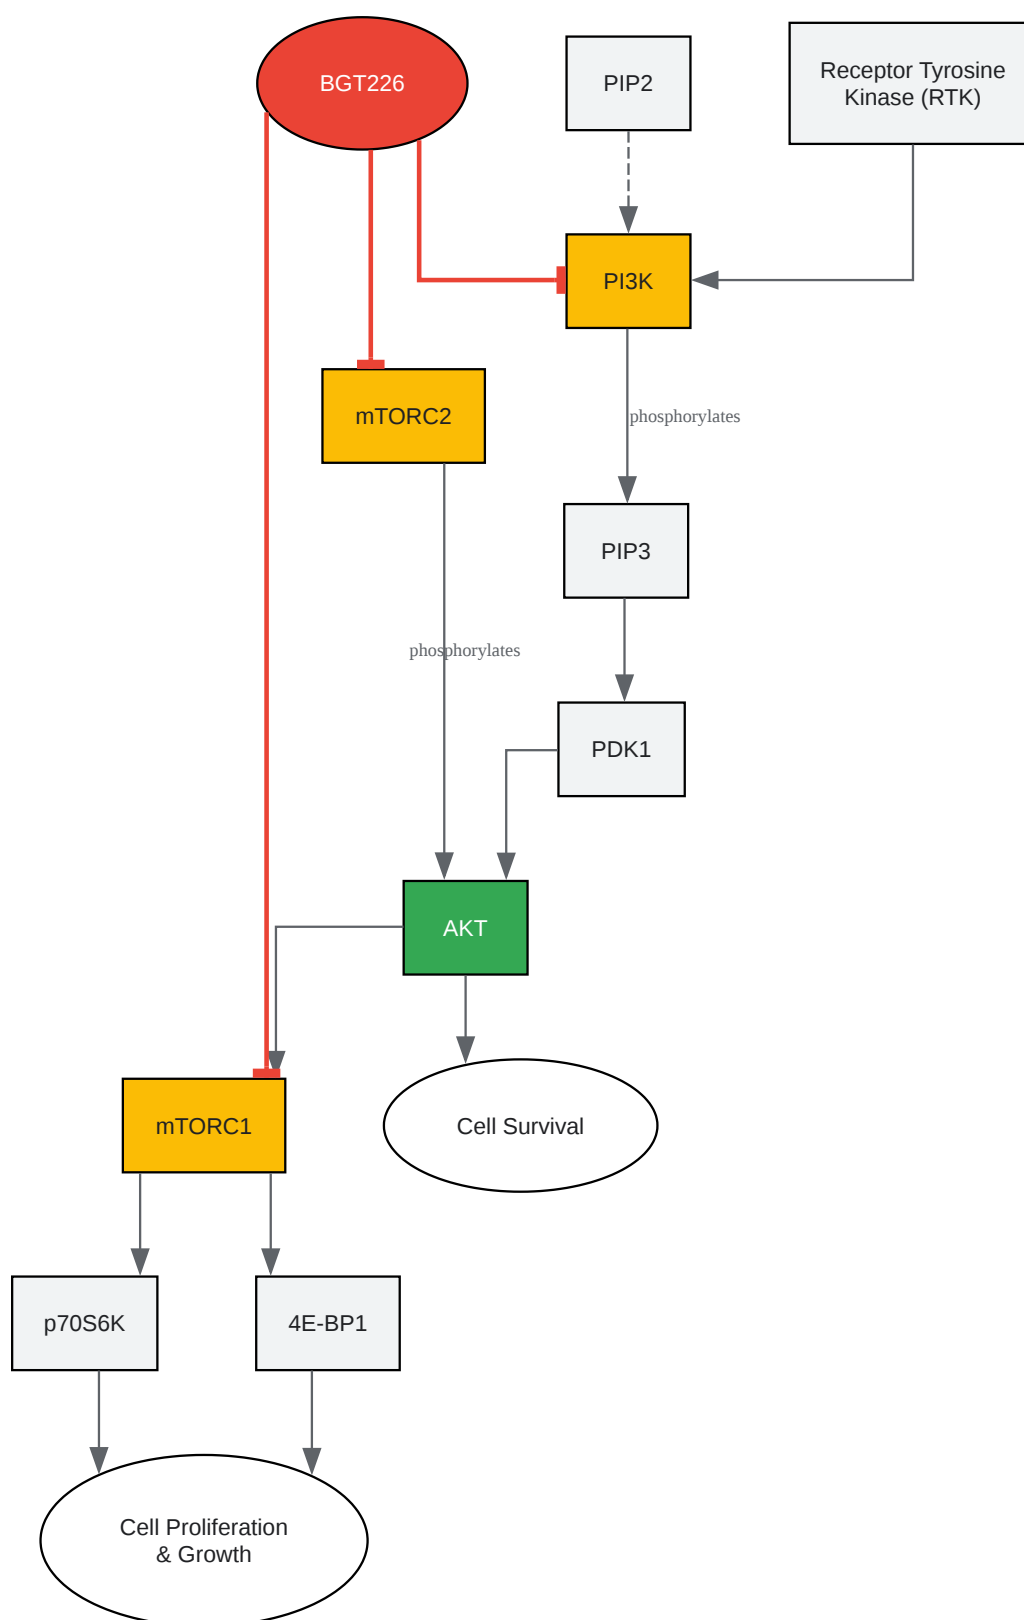 BGT226
PIP2
Receptor Tyrosine
Kinase (RTK)
PI3K
mTORC2
phosphorylates
PIP3
phosphorylates
PDK1
AKT
mTORC1
Cell Survival
p70S6K
4E-BP1
Cell Proliferation
& Growth